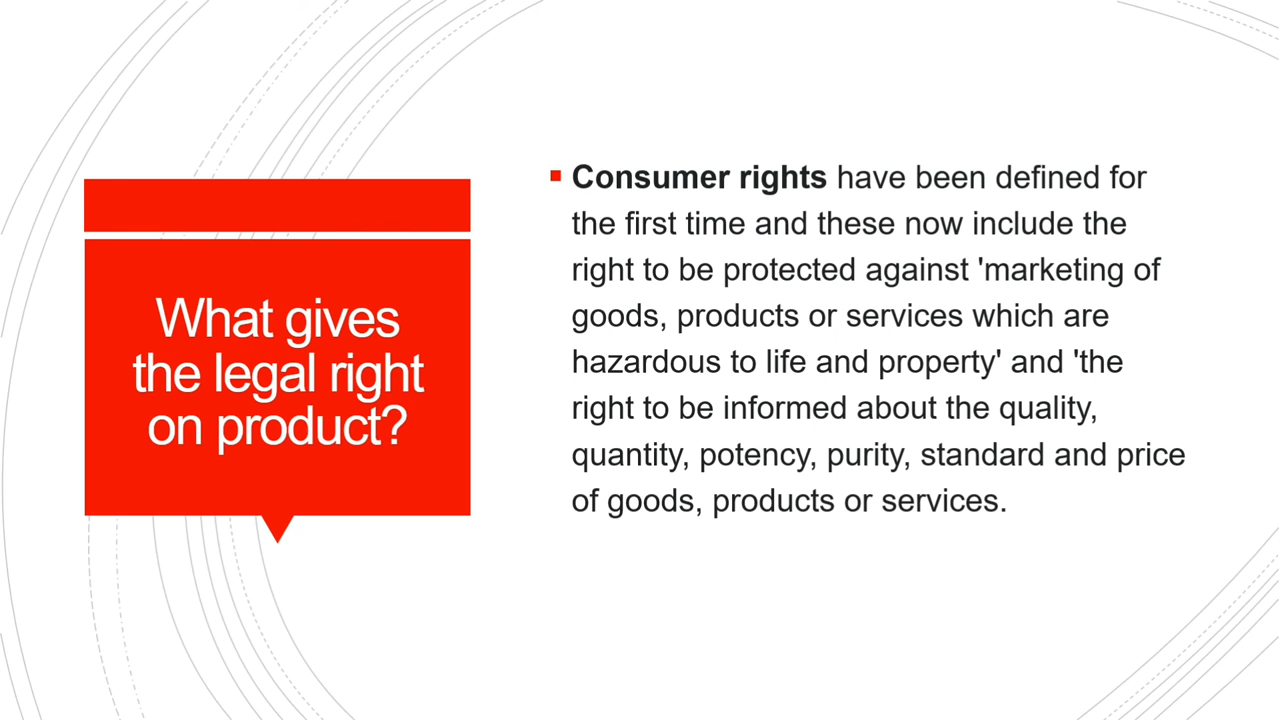 What gives
the legal right
on product?
Consumer rights have been defined for
the first time and these now include the
right to be protected against 'marketing of
goods, products or services which are
hazardous to life and property' and 'the
right to be informed about the quality,
quantity, potency, purity, standard and price
of goods, products or services.